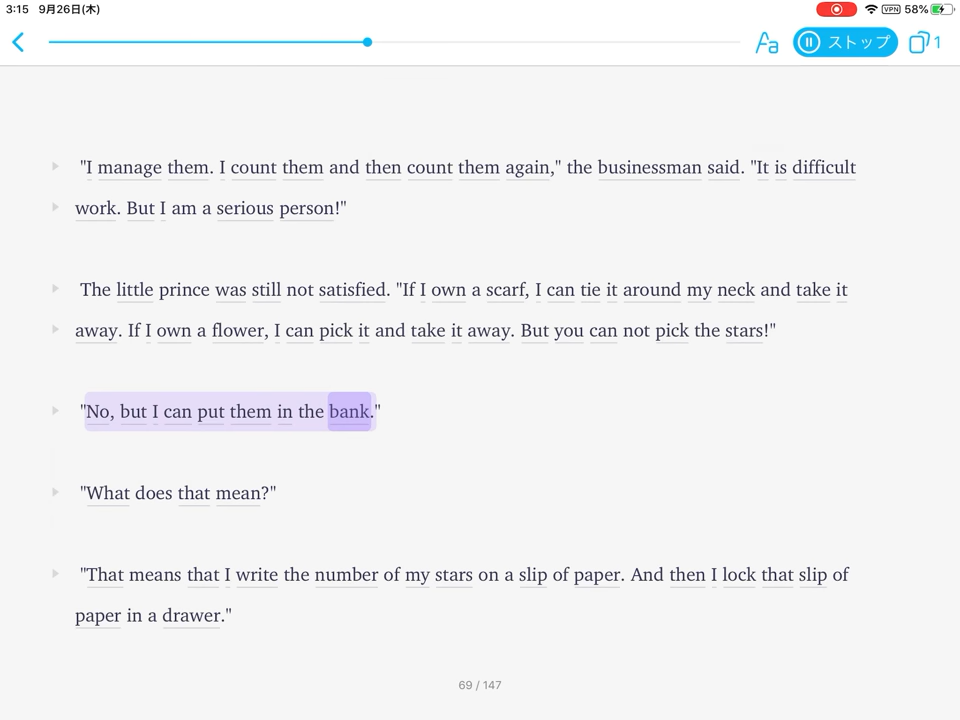 3:15 9月26日(木)
VPN 58%
Aa
ストップ
1
"I manage them. I count them and then count them again," the businessman said. "It is difficult
work. But I am a serious person!"
The little prince was still not satisfied. "If I own a scarf, I can tie it around my neck and take it
away. If I own a flower, I can pick it and take it away. But you can not pick the stars!"
"No, but I can put them in the bank."
"What does that mean?"
"That means that I write the number of my stars on a slip of paper. And then I lock that slip of
paper in a drawer."
69 / 147